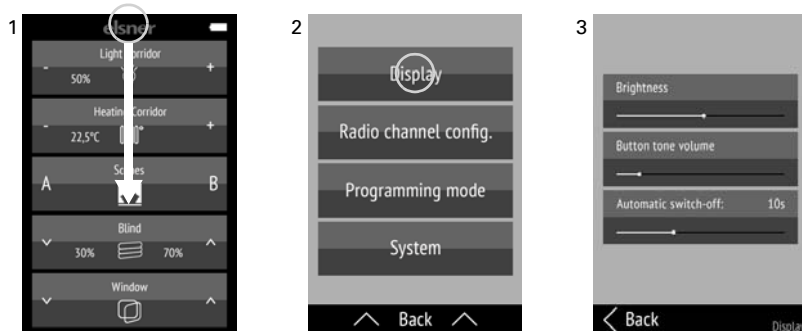 1
elsner
Light Corridor
- 50% +
Heating Corridor
- 22,5°C +
Scenes
A B
Blind
30% 70%
Window
2
Display
Radio channel config.
Programming mode
System
Back
3
Brightness
Button tone volume
Automatic switch-off: 10s
Back
Display